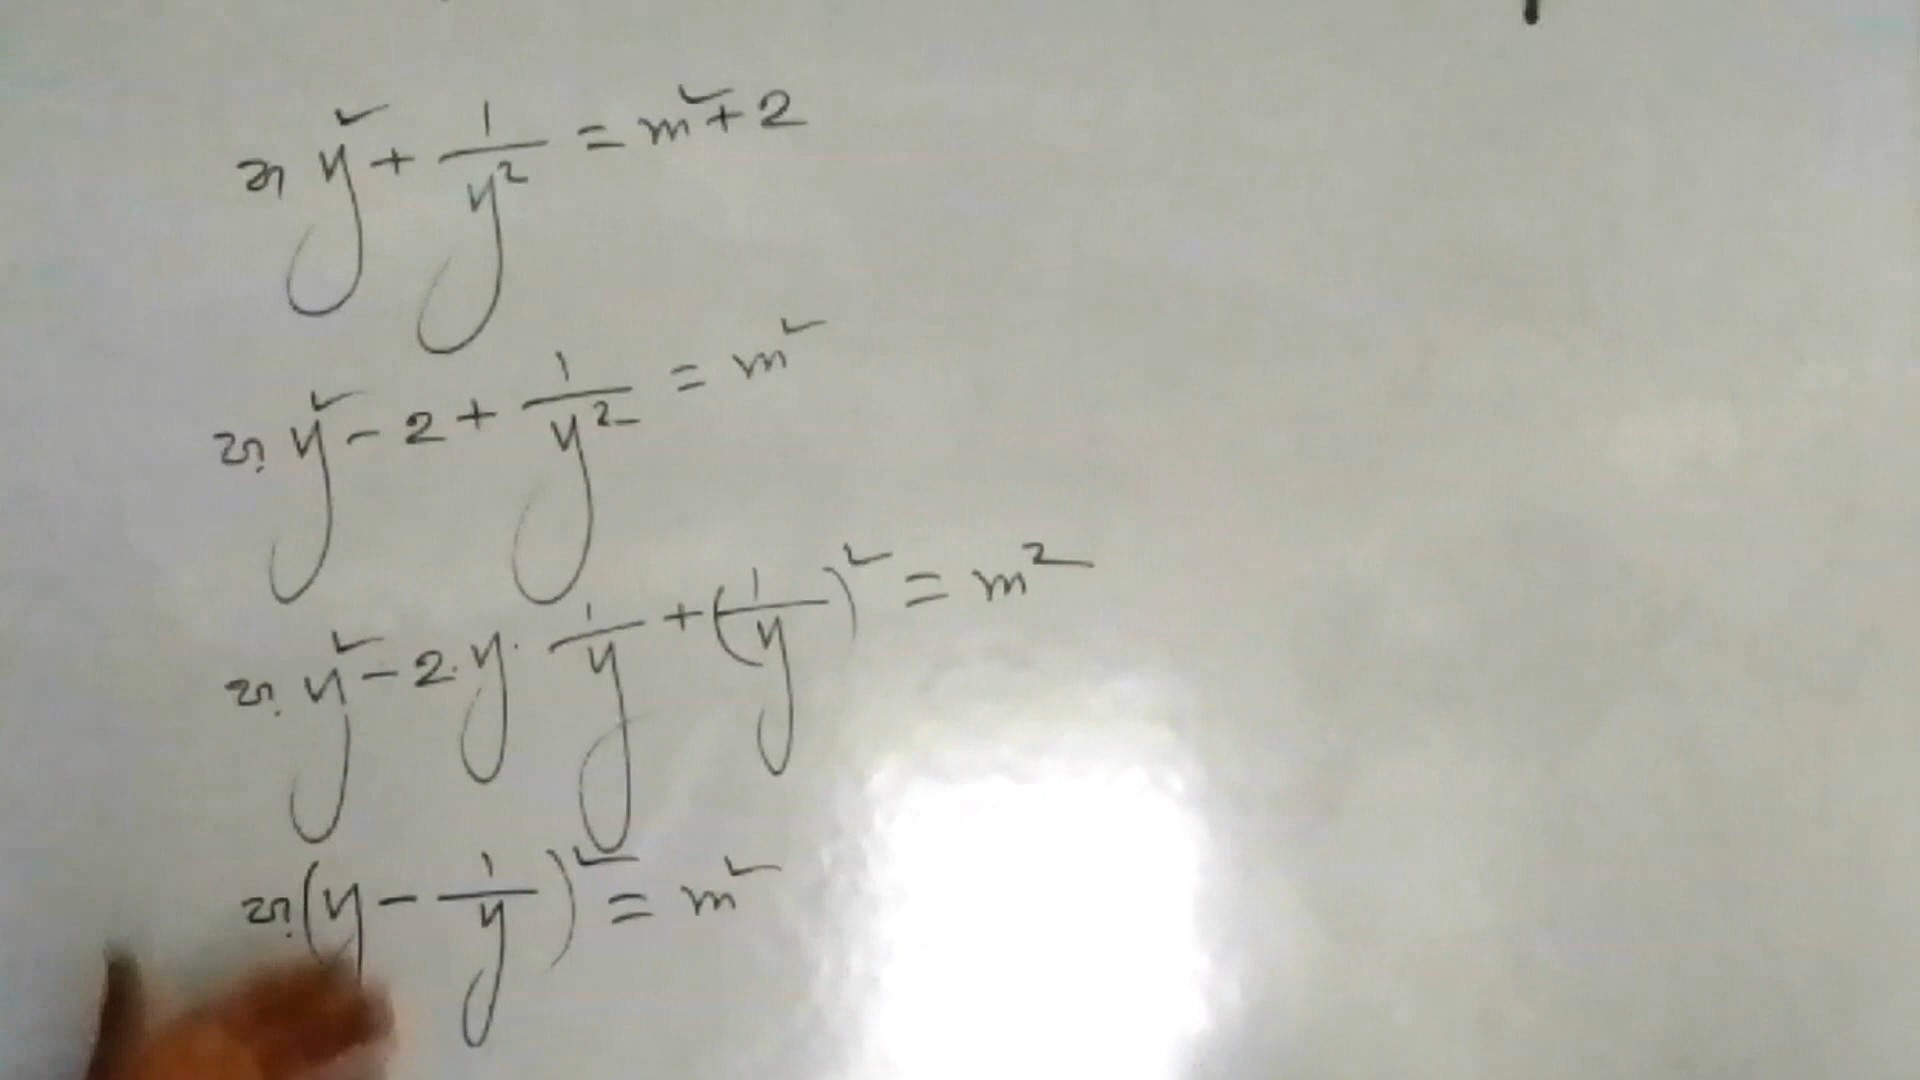 বা y² + 1/y² = m² + 2
বা, y² - 2 + 1/y² = m²
বা, y² - 2 · y · 1/y + (1/y)² = m²
বা, (y - 1/y)² = m²